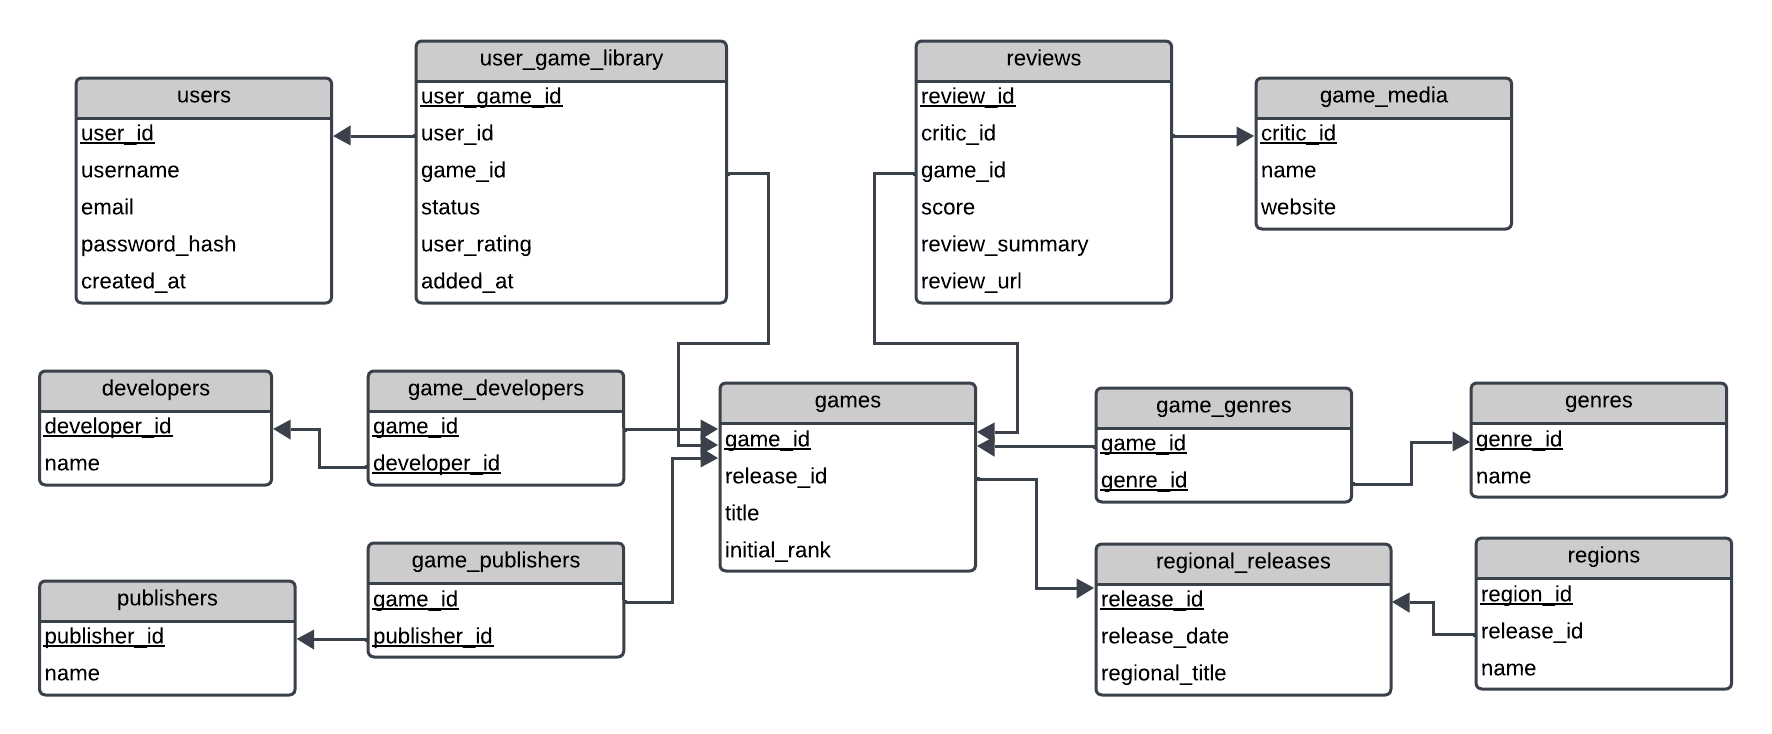 users
user_id
username
email
password_hash
created_at
user_game_library
user_game_id
user_id
game_id
status
user_rating
added_at
reviews
review_id
critic_id
game_id
score
review_summary
review_url
game_media
critic_id
name
website
developers
developer_id
name
game_developers
game_id
developer_id
games
game_id
release_id
title
initial_rank
game_genres
game_id
genre_id
genres
genre_id
name
publishers
publisher_id
name
game_publishers
game_id
publisher_id
regional_releases
release_id
release_date
regional_title
regions
region_id
release_id
name